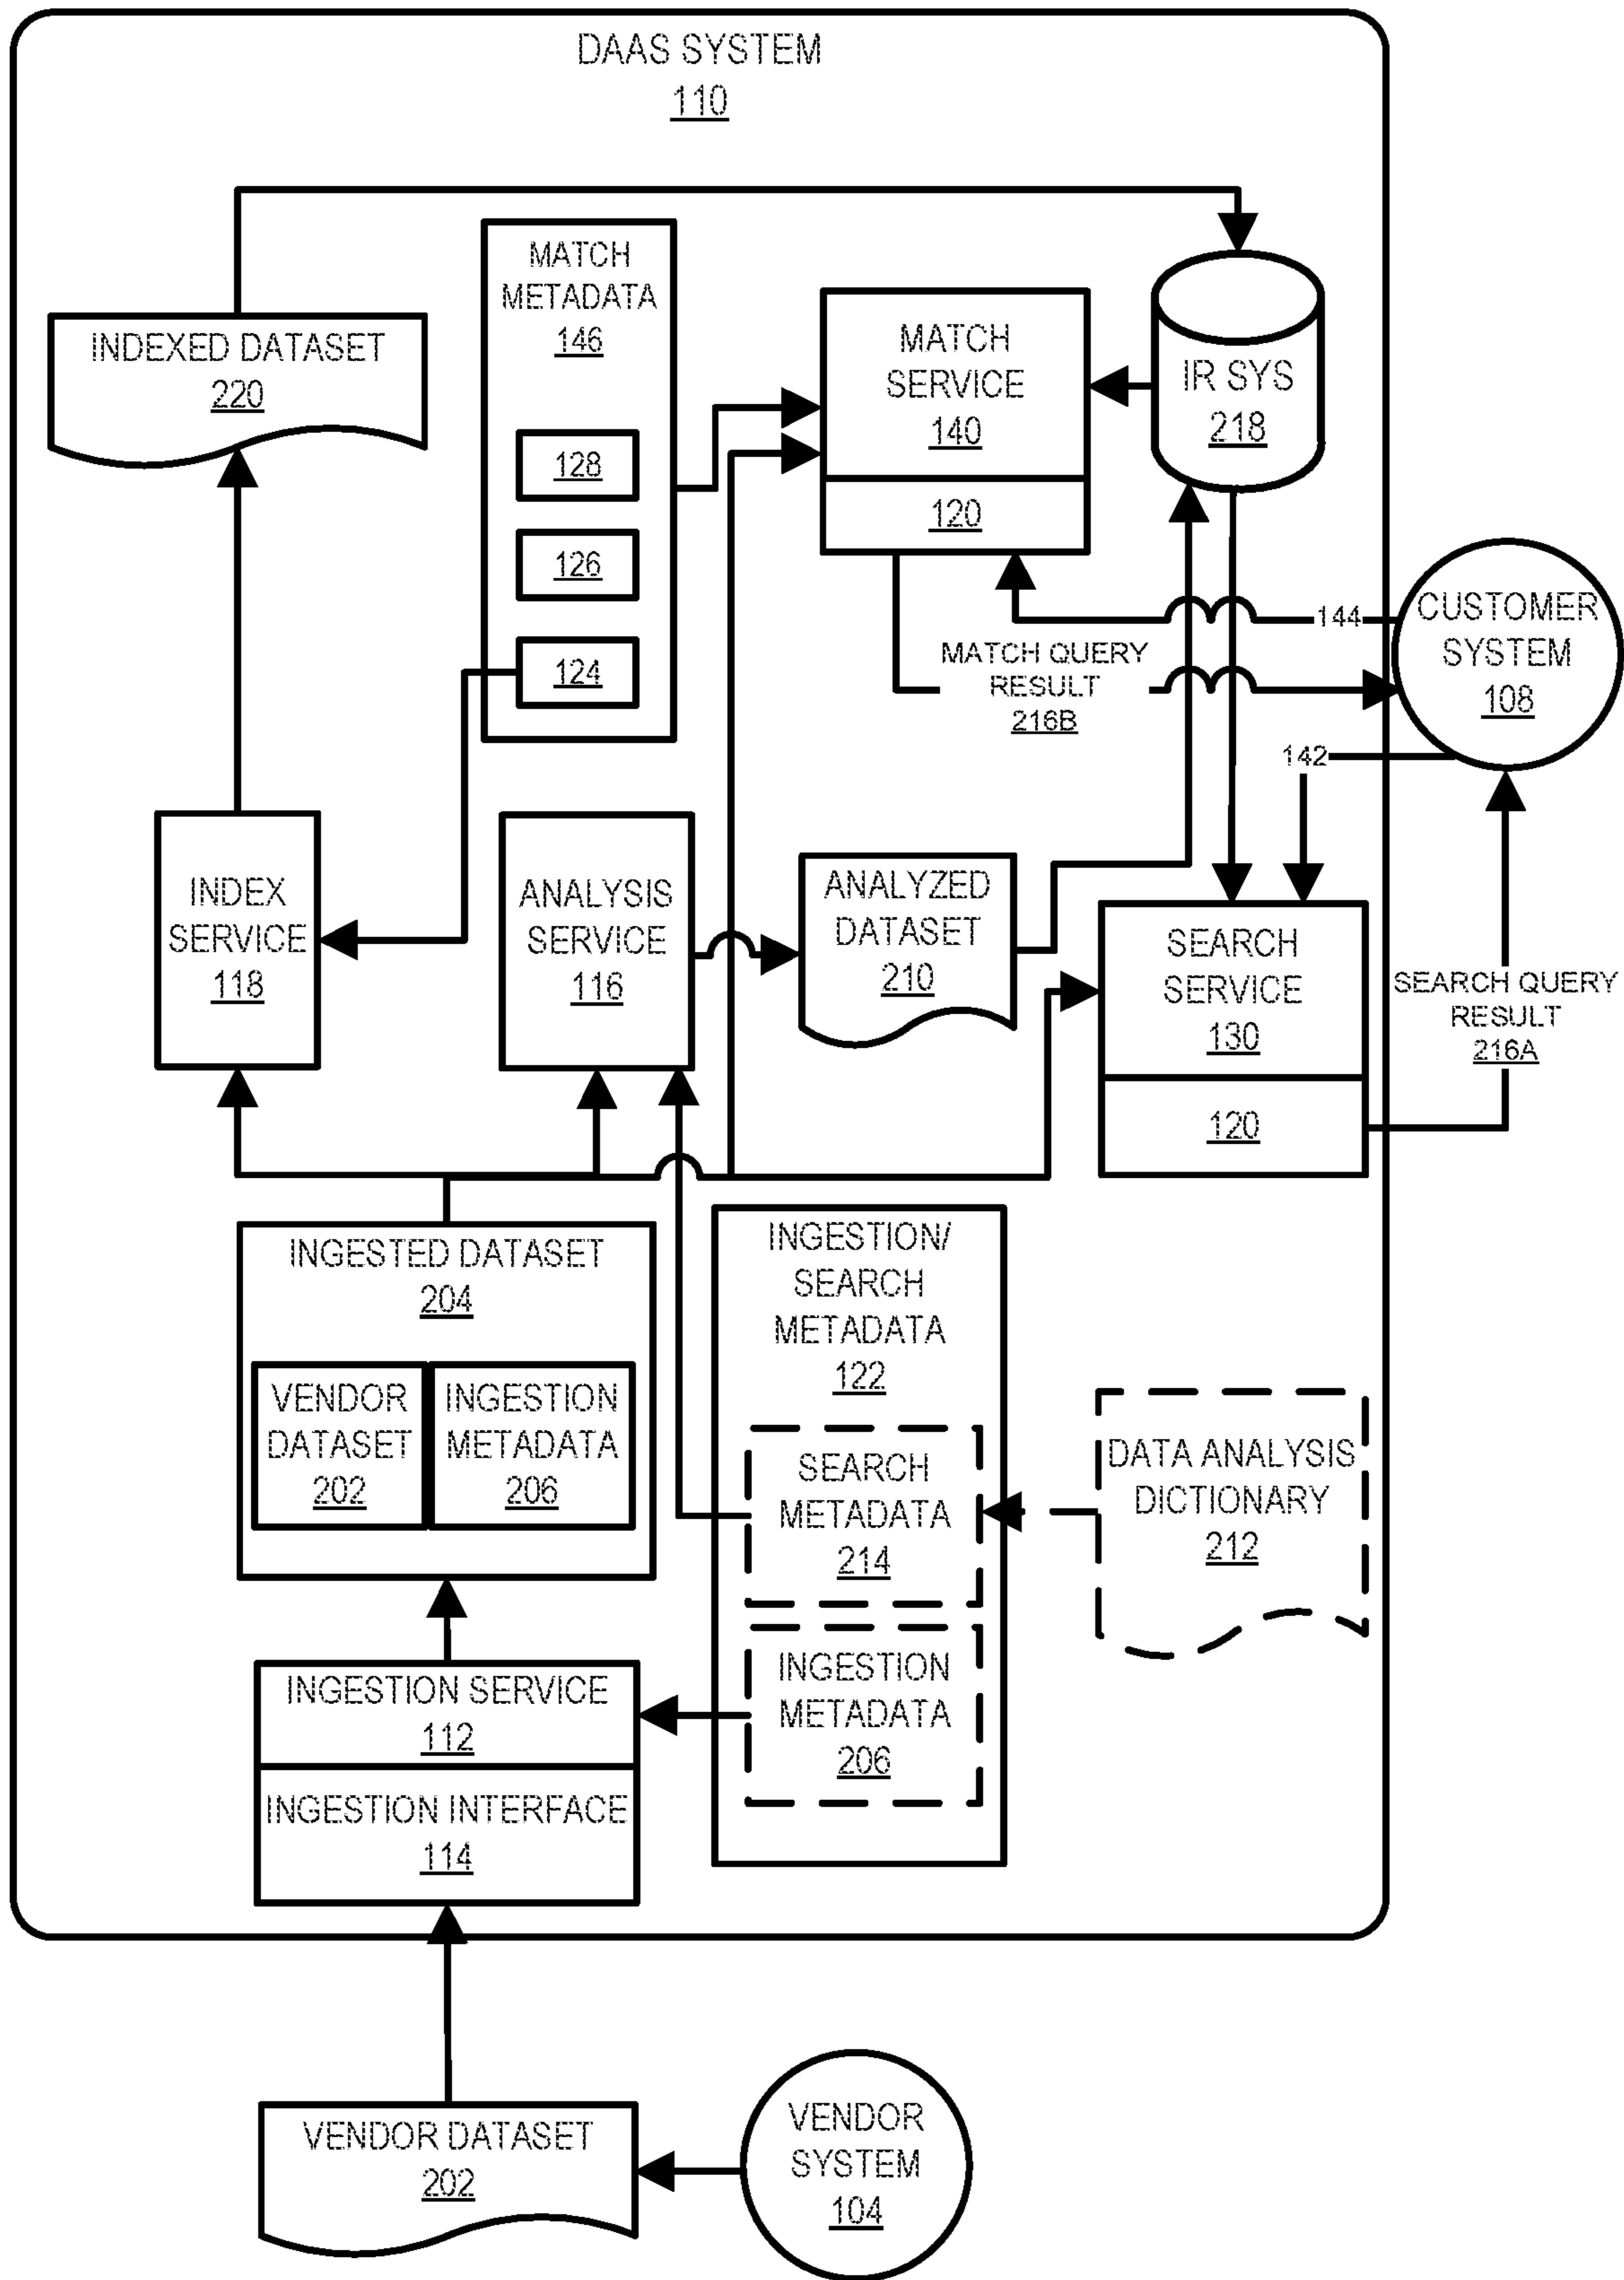 DAAS SYSTEM
110
MATCH
METADATA
146
128
126
124
INDEXED DATASET
220
MATCH
SERVICE
140
120
IR SYS
218
144
CUSTOMER
SYSTEM
108
MATCH QUERY
RESULT
216B
142
INDEX
SERVICE
118
ANALYSIS
SERVICE
116
ANALYZED
DATASET
210
SEARCH
SERVICE
130
120
SEARCH QUERY
RESULT
216A
INGESTED DATASET
204
VENDOR
DATASET
202
INGESTION
METADATA
206
INGESTION/
SEARCH
METADATA
122
SEARCH
METADATA
214
INGESTION
METADATA
206
DATA ANALYSIS
DICTIONARY
212
INGESTION SERVICE
112
INGESTION INTERFACE
114
VENDOR DATASET
202
VENDOR
SYSTEM
104